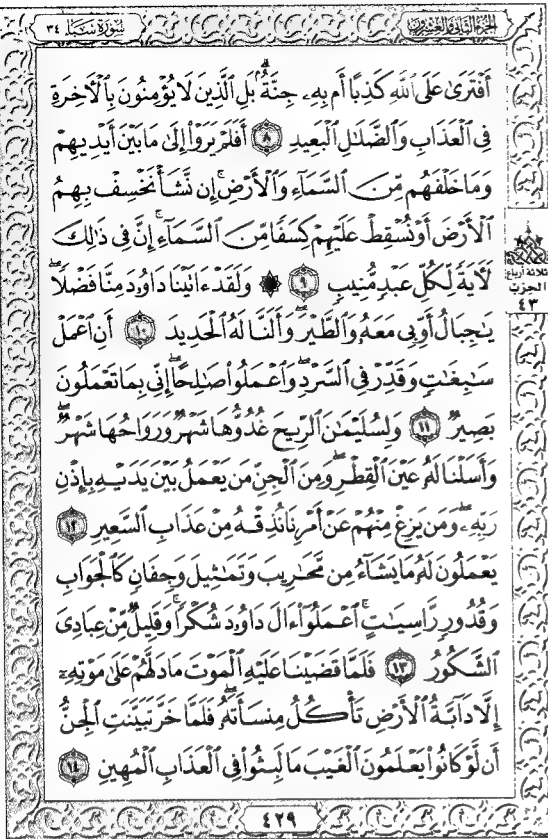 الجزء الثاني والعشرون
سورة سبإ ٣٤
أَفْتَرَىٰ عَلَى ٱللَّهِ كَذِبًا أَم بِهِۦ جِنَّةٌۢ ۗ بَلِ ٱلَّذِينَ لَا يُؤْمِنُونَ بِٱلْأَخِرَةِ
فِى ٱلْعَذَابِ وَٱلضَّلَـٰلِ ٱلْبَعِيدِ ٨ أَفَلَمْ يَرَوْا۟ إِلَىٰ مَا بَيْنَ أَيْدِيهِمْ
وَمَا خَلْفَهُم مِّنَ ٱلسَّمَآءِ وَٱلْأَرْضِ ۚ إِن نَّشَأْ نَخْسِفْ بِهِمُ
ٱلْأَرْضَ أَوْ نُسْقِطْ عَلَيْهِمْ كِسَفًا مِّنَ ٱلسَّمَآءِ ۚ إِنَّ فِى ذَٰلِكَ
لَـَٔايَةً لِّكُلِّ عَبْدٍ مُّنِيبٍ ٩ ۞ وَلَقَدْ ءَاتَيْنَا دَاوُۥدَ مِنَّا فَضْلًا ۖ
يَـٰجِبَالُ أَوِّبِى مَعَهُۥ وَٱلطَّيْرَ ۖ وَأَلَنَّا لَهُ ٱلْحَدِيدَ ١٠ أَنِ ٱعْمَلْ
سَـٰبِغَـٰتٍ وَقَدِّرْ فِى ٱلسَّرْدِ ۖ وَٱعْمَلُوا۟ صَـٰلِحًا ۖ إِنِّى بِمَا تَعْمَلُونَ
بَصِيرٌ ١١ وَلِسُلَيْمَـٰنَ ٱلرِّيحَ غُدُوُّهَا شَهْرٌ وَرَوَاحُهَا شَهْرٌ ۖ
وَأَسَلْنَا لَهُۥ عَيْنَ ٱلْقِطْرِ ۖ وَمِنَ ٱلْجِنِّ مَن يَعْمَلُ بَيْنَ يَدَيْهِ بِإِذْنِ
رَبِّهِۦ ۖ وَمَن يَزِغْ مِنْهُمْ عَنْ أَمْرِنَا نُذِقْهُ مِنْ عَذَابِ ٱلسَّعِيرِ ١٢
يَعْمَلُونَ لَهُۥ مَا يَشَآءُ مِن مَّحَـٰرِيبَ وَتَمَـٰثِيلَ وَجِفَانٍ كَٱلْجَوَابِ
وَقُدُورٍ رَّاسِيَـٰتٍ ۚ ٱعْمَلُوٓا۟ ءَالَ دَاوُۥدَ شُكْرًا ۚ وَقَلِيلٌ مِّنْ عِبَادِىَ
ٱلشَّكُورُ ١٣ فَلَمَّا قَضَيْنَا عَلَيْهِ ٱلْمَوْتَ مَا دَلَّهُمْ عَلَىٰ مَوْتِهِۦٓ
إِلَّا دَآبَّةُ ٱلْأَرْضِ تَأْكُلُ مِنسَأَتَهُۥ ۖ فَلَمَّا خَرَّ تَبَيَّنَتِ ٱلْجِنُّ
أَن لَّوْ كَانُوا۟ يَعْلَمُونَ ٱلْغَيْبَ مَا لَبِثُوا۟ فِى ٱلْعَذَابِ ٱلْمُهِينِ ١٤
ثلاثة أرباع
الحزب
٤٣
٤٢٩